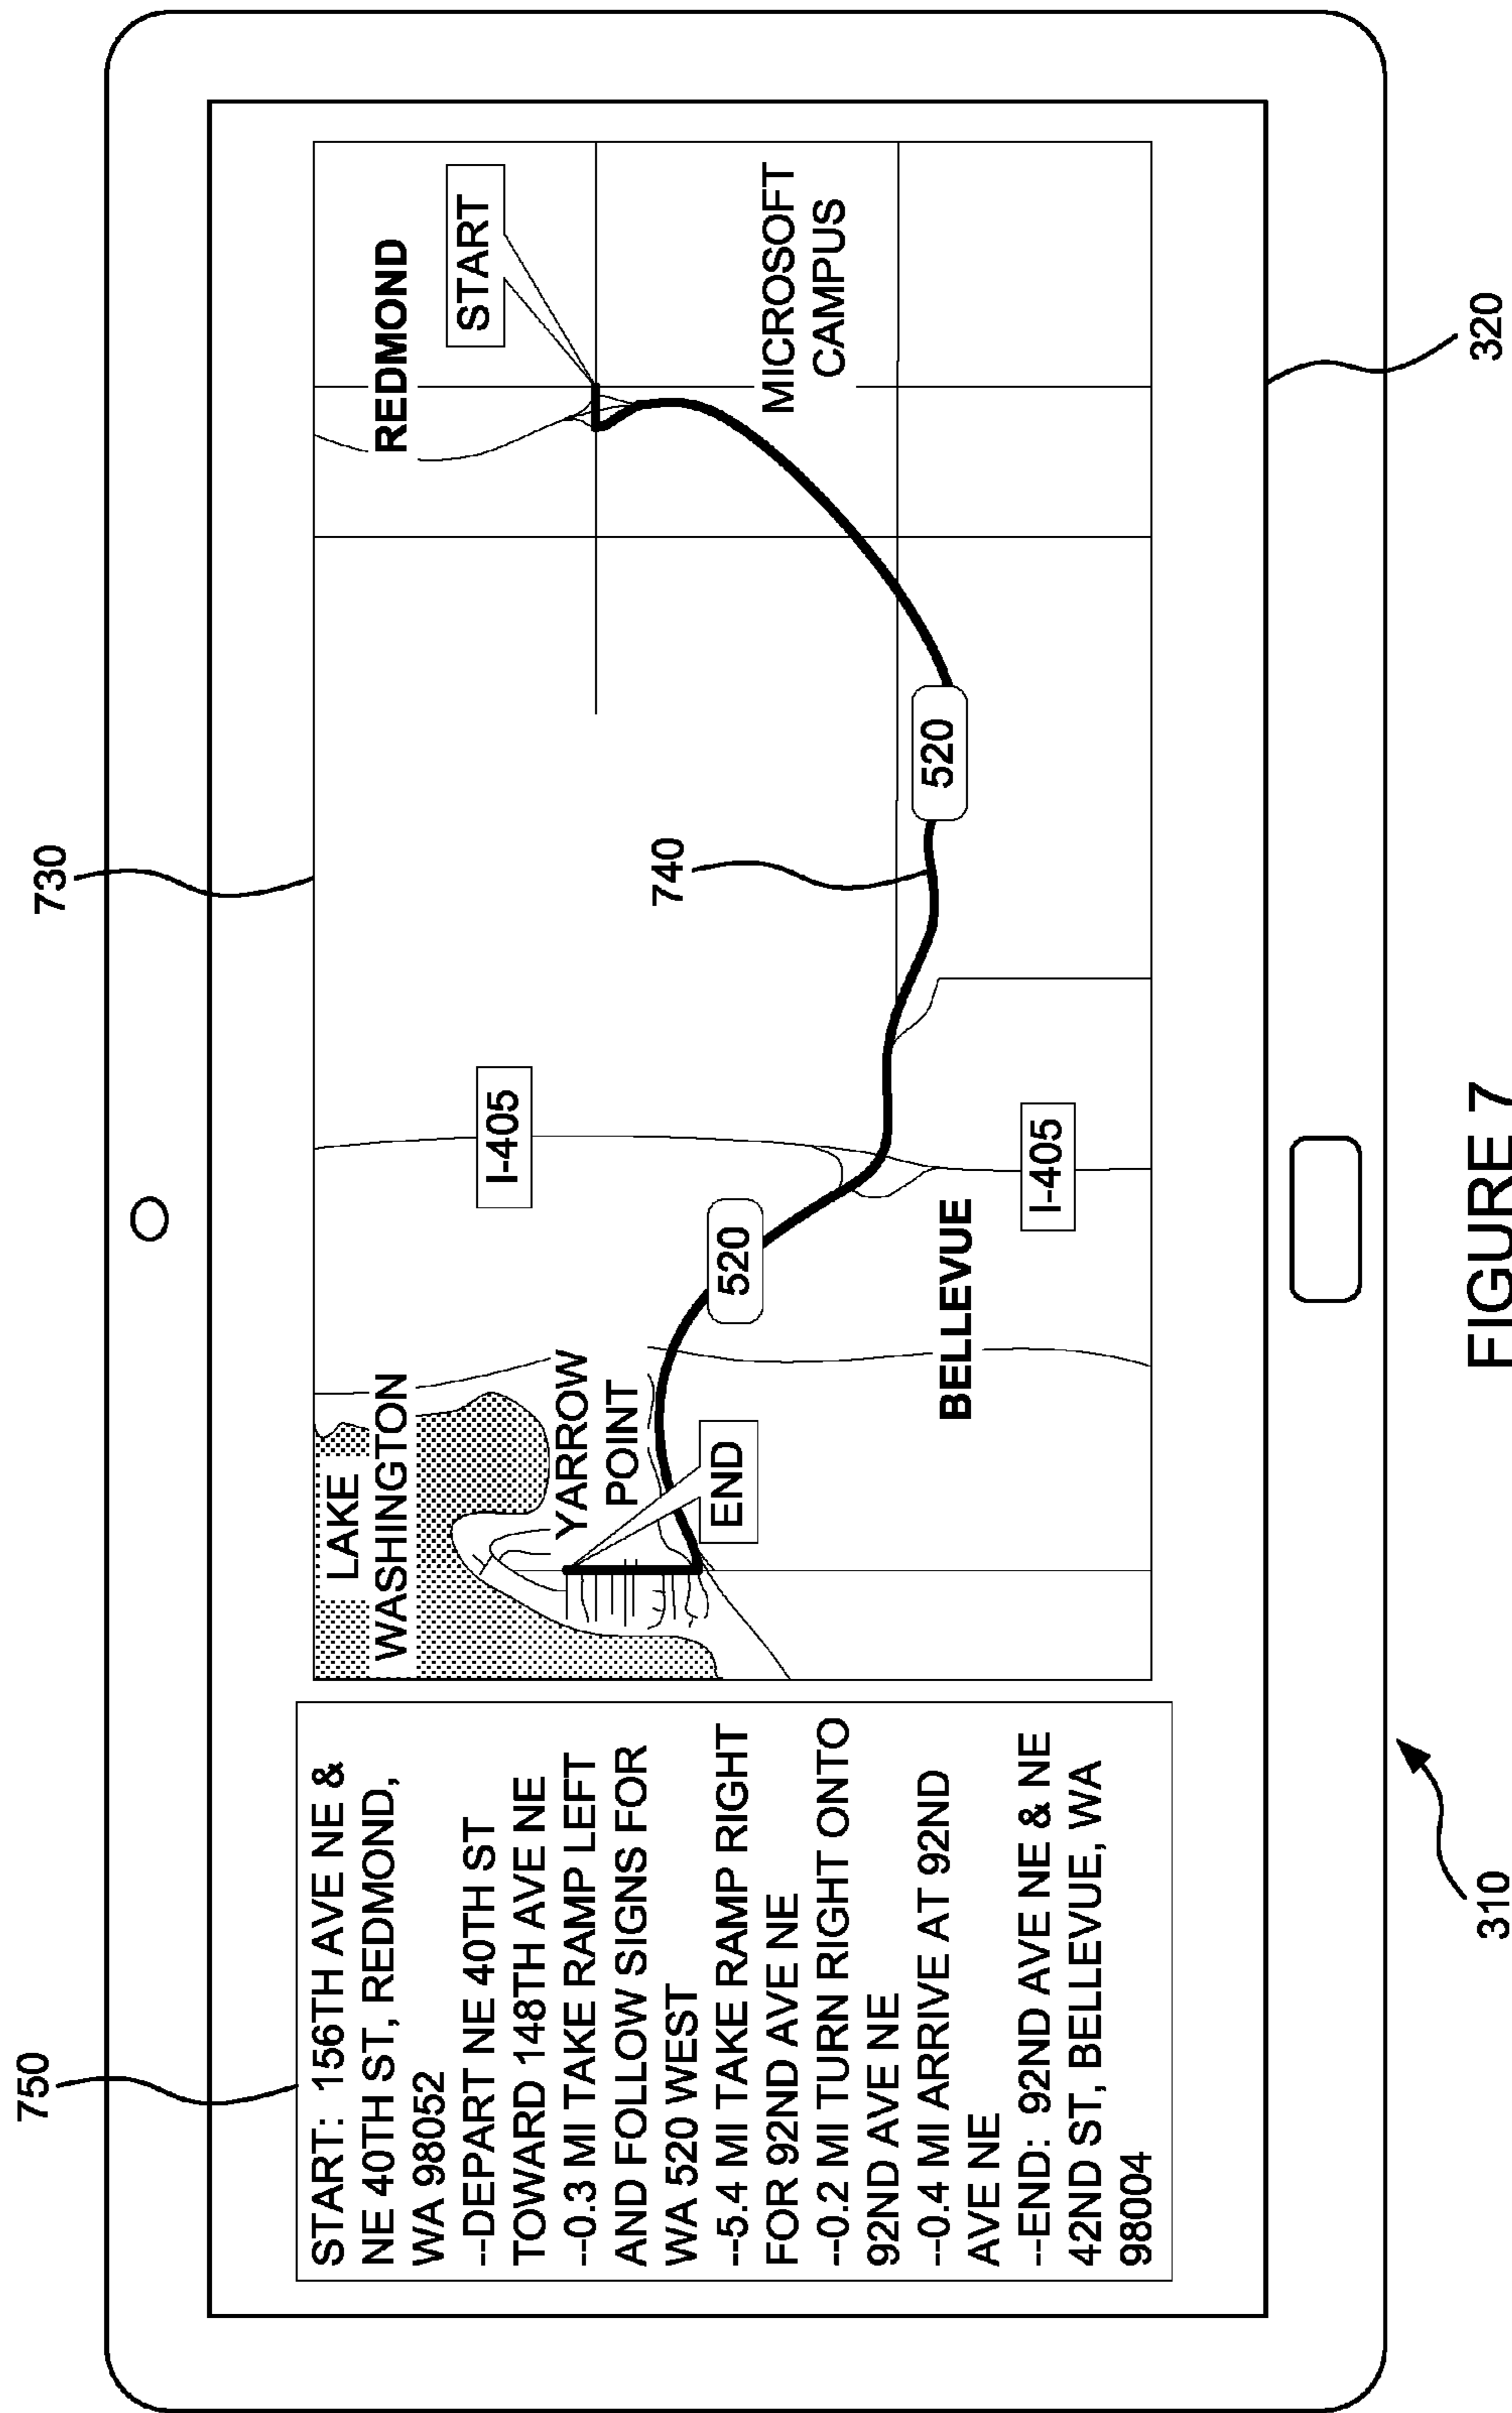 750
START: 156TH AVE NE &
NE 40TH ST, REDMOND,
WA 98052
--DEPART NE 40TH ST
TOWARD 148TH AVE NE
--0.3 MI TAKE RAMP LEFT
AND FOLLOW SIGNS FOR
WA 520 WEST
--5.4 MI TAKE RAMP RIGHT
FOR 92ND AVE NE
--0.2 MI TURN RIGHT ONTO
92ND AVE NE
--0.4 MI ARRIVE AT 92ND
AVE NE
--END: 92ND AVE NE & NE
42ND ST, BELLEVUE, WA
98004
730
LAKE
WASHINGTON
YARROW
POINT
END
520
BELLEVUE
I-405
I-405
740
520
REDMOND
START
MICROSOFT
CAMPUS
310
320
FIGURE 7